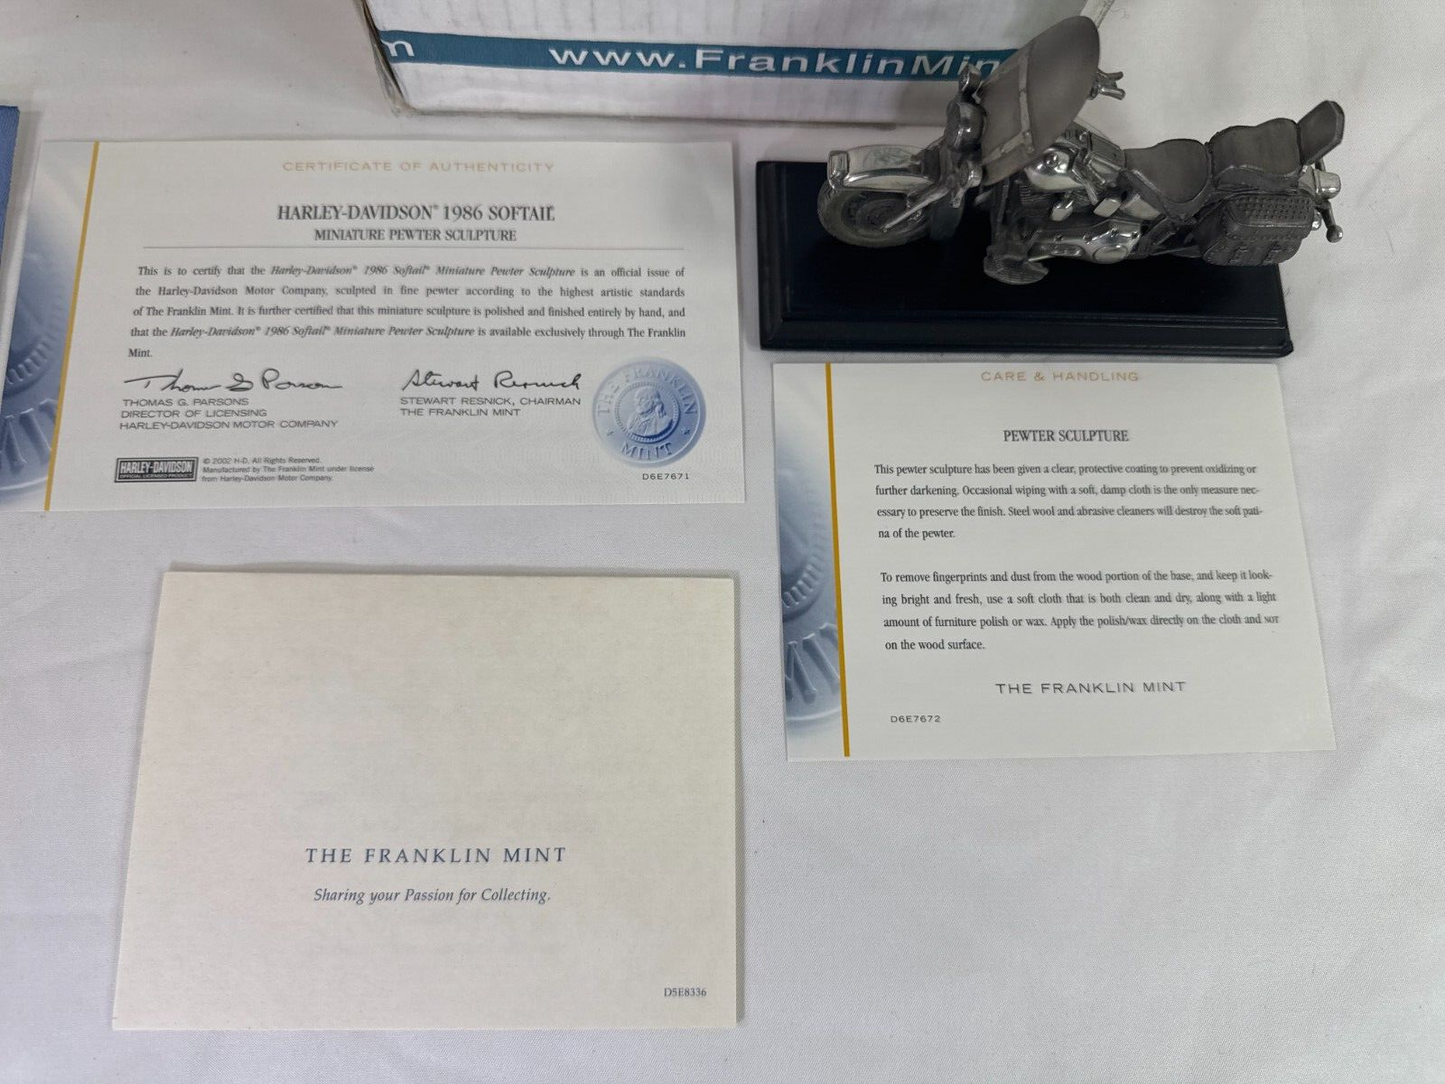 m www.FranklinMin
CERTIFICATE OF AUTHENTICITY
HARLEY-DAVIDSON® 1986 SOFTAIL®
MINIATURE PEWTER SCULPTURE
This is to certify that the Harley-Davidson® 1986 Softail® Miniature Pewter Sculpture is an official issue of
the Harley-Davidson Motor Company, sculpted in fine pewter according to the highest artistic standards
of The Franklin Mint. It is further certified that this miniature sculpture is polished and finished entirely by hand, and
that the Harley-Davidson® 1986 Softail® Miniature Pewter Sculpture is available exclusively through The Franklin
Mint.
Thomas G Parsons
THOMAS G. PARSONS
DIRECTOR OF LICENSING
HARLEY-DAVIDSON MOTOR COMPANY
Stewart Resnick
STEWART RESNICK, CHAIRMAN
THE FRANKLIN MINT
THE FRANKLIN MINT
HARLEY-DAVIDSON
OFFICIAL LICENSED PRODUCT
© 2002 H-D. All Rights Reserved.
Manufactured by The Franklin Mint under license
from Harley-Davidson Motor Company.
D6E7671
CARE & HANDLING
PEWTER SCULPTURE
This pewter sculpture has been given a clear, protective coating to prevent oxidizing or
further darkening. Occasional wiping with a soft, damp cloth is the only measure nec-
essary to preserve the finish. Steel wool and abrasive cleaners will destroy the soft pati-
na of the pewter.
To remove fingerprints and dust from the wood portion of the base, and keep it look-
ing bright and fresh, use a soft cloth that is both clean and dry, along with a light
amount of furniture polish or wax. Apply the polish/wax directly on the cloth and NOT
on the wood surface.
THE FRANKLIN MINT
D6E7672
THE FRANKLIN MINT
Sharing your Passion for Collecting.
D5E8336